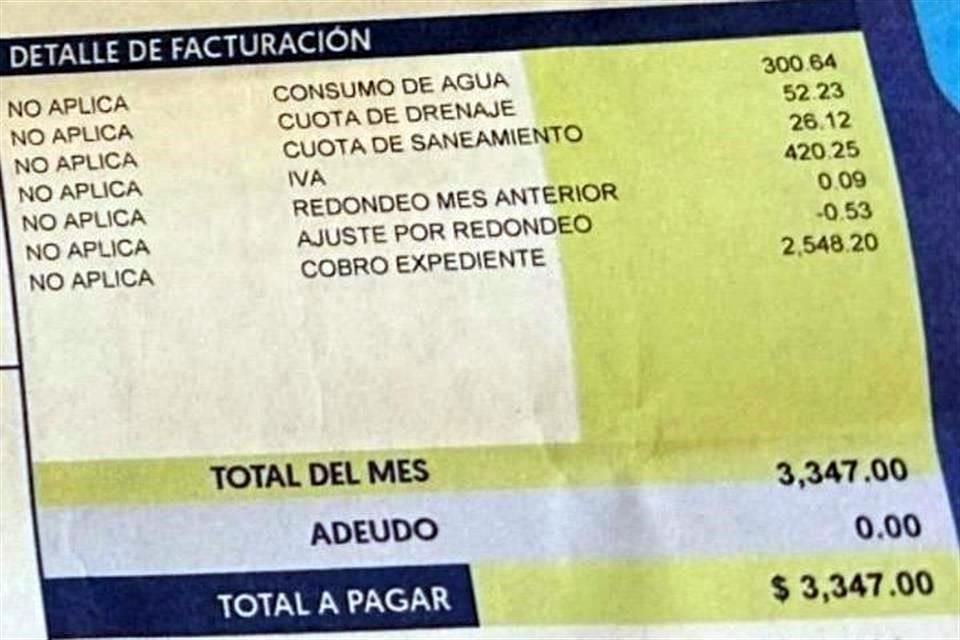 DETALLE DE FACTURACIÓN
NO APLICA CONSUMO DE AGUA 300.64
NO APLICA CUOTA DE DRENAJE 52.23
NO APLICA CUOTA DE SANEAMIENTO 26.12
NO APLICA IVA 420.25
NO APLICA REDONDEO MES ANTERIOR 0.09
NO APLICA AJUSTE POR REDONDEO -0.53
NO APLICA COBRO EXPEDIENTE 2,548.20
TOTAL DEL MES 3,347.00
ADEUDO 0.00
TOTAL A PAGAR $ 3,347.00